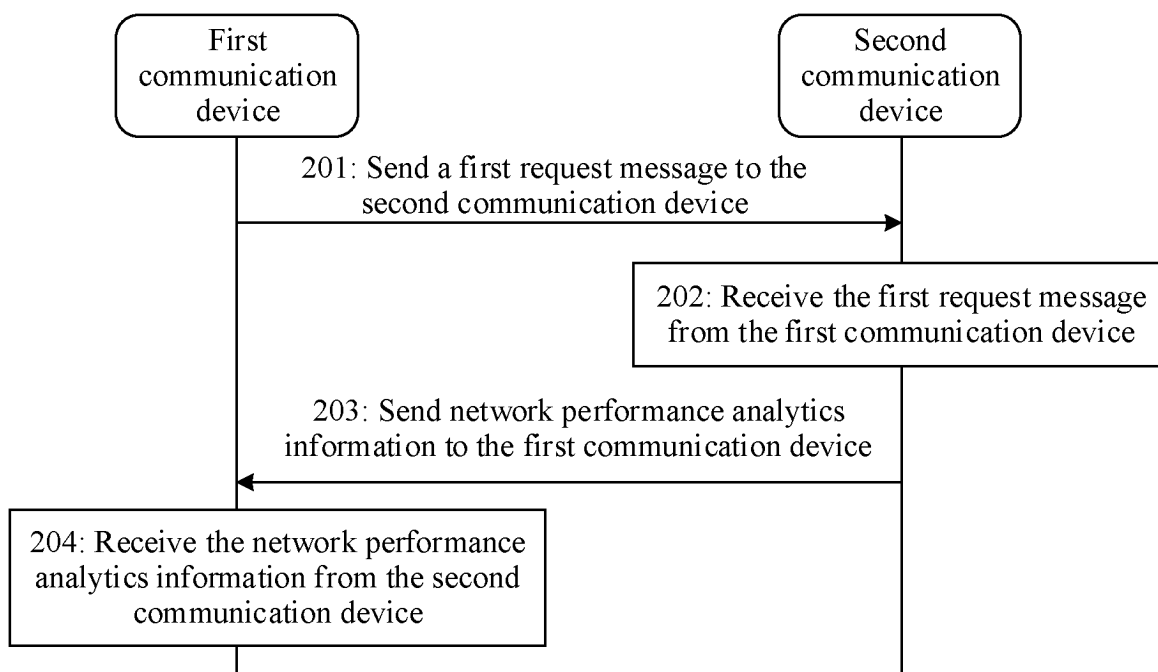 First
communication
device
Second
communication
device
201: Send a first request message to the
second communication device
202: Receive the first request message
from the first communication device
203: Send network performance analytics
information to the first communication device
204: Receive the network performance
analytics information from the second
communication device